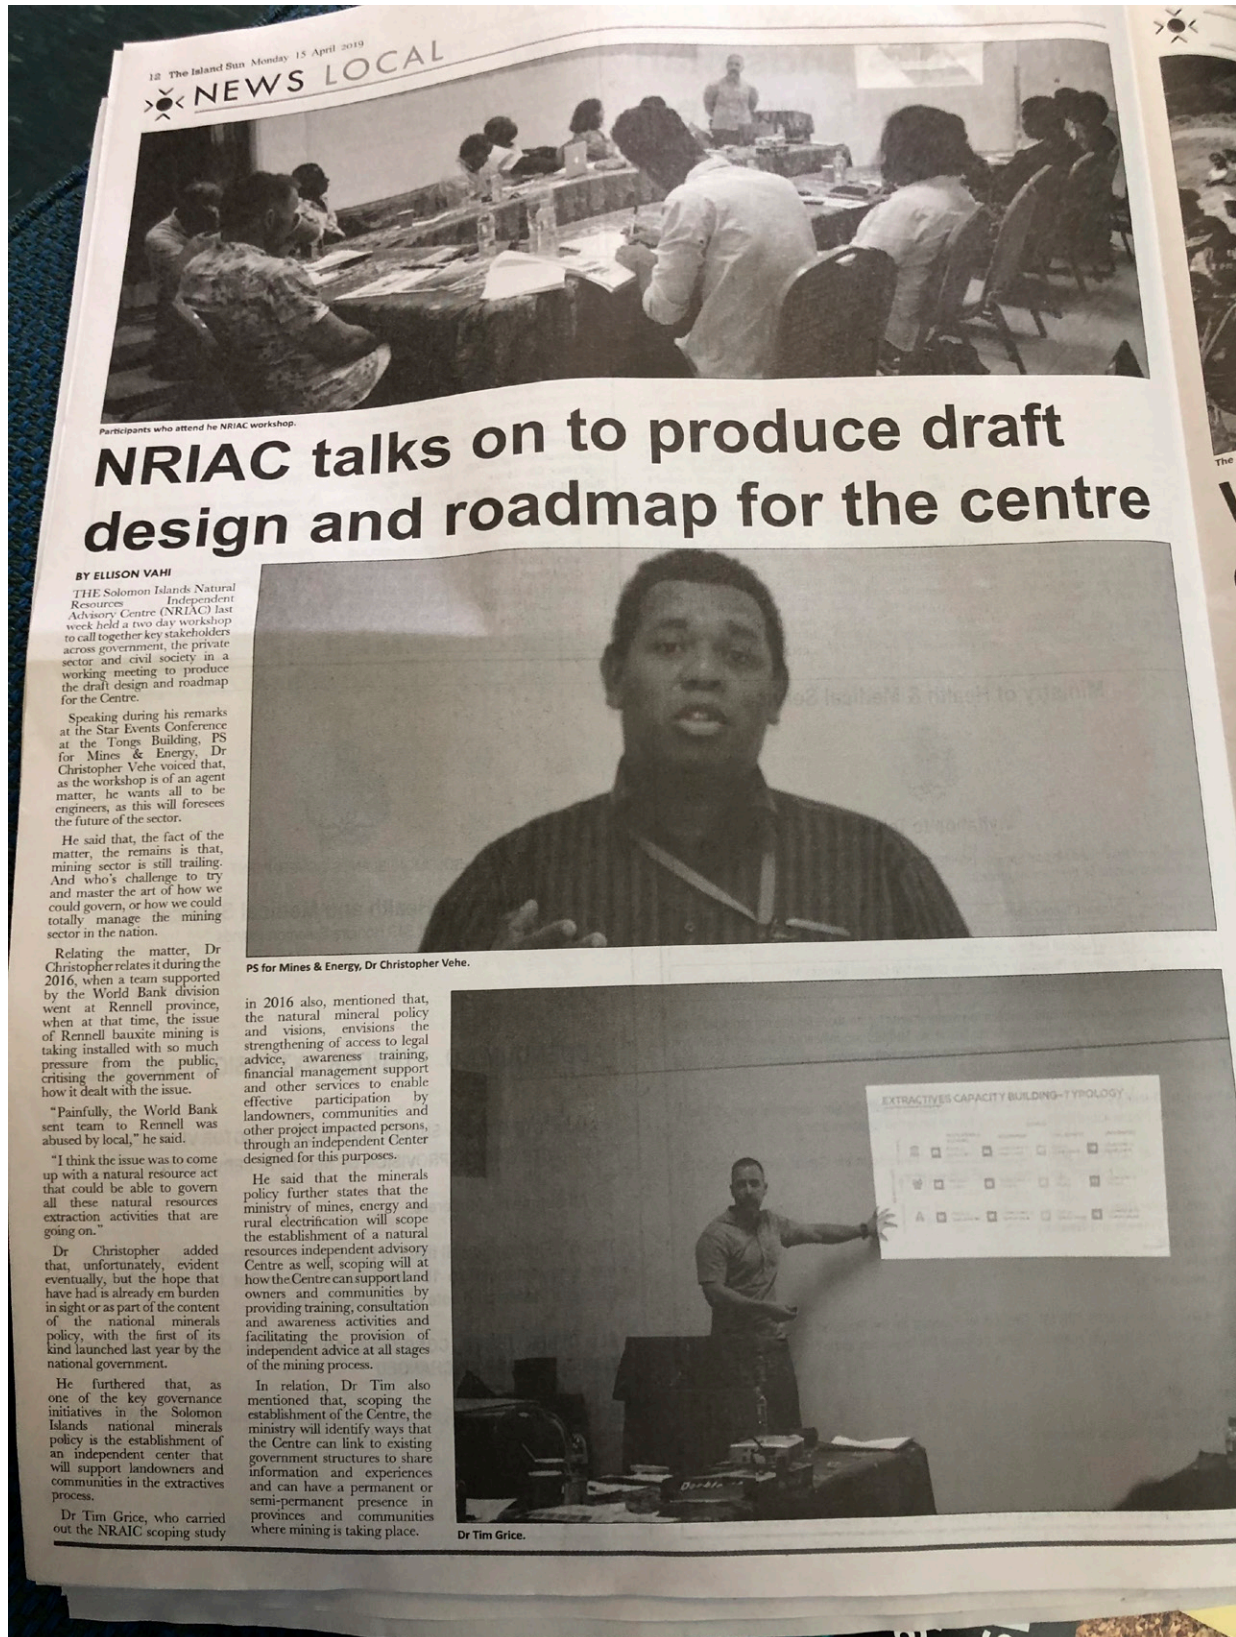 12 The Island Sun Monday 15 April 2019
NEWS LOCAL
Participants who attend he NRIAC workshop.
NRIAC talks on to produce draft
design and roadmap for the centre
BY ELLISON VAHI
THE Solomon Islands Natural
Resources Independent
Advisory Centre (NRIAC) last
week held a two day workshop
to call together key stakeholders
across government, the private
sector and civil society in a
working meeting to produce
the draft design and roadmap
for the Centre.
Speaking during his remarks
at the Star Events Conference
at the Tongs Building, PS
for Mines & Energy, Dr
Christopher Vehe voiced that,
as the workshop is of an agent
matter, he wants all to be
engineers, as this will foresees
the future of the sector.
He said that, the fact of the
matter, the remains is that,
mining sector is still trailing.
And who's challenge to try
and master the art of how we
could govern, or how we could
totally manage the mining
sector in the nation.
Relating the matter, Dr
Christopher relates it during the
2016, when a team supported
by the World Bank division
went at Rennell province,
when at that time, the issue
of Rennell bauxite mining is
taking installed with so much
pressure from the public,
critising the government of
how it dealt with the issue.
"Painfully, the World Bank
sent team to Rennell was
abused by local," he said.
"I think the issue was to come
up with a natural resource act
that could be able to govern
all these natural resources
extraction activities that are
going on."
Dr Christopher added
that, unfortunately, evident
eventually, but the hope that
have had is already em burden
in sight or as part of the content
of the national minerals
policy, with the first of its
kind launched last year by the
national government.
He furthered that, as
one of the key governance
initiatives in the Solomon
Islands national minerals
policy is the establishment of
an independent center that
will support landowners and
communities in the extractives
process.
Dr Tim Grice, who carried
out the NRAIC scoping study
PS for Mines & Energy, Dr Christopher Vehe.
in 2016 also, mentioned that,
the natural mineral policy
and visions, envisions the
strengthening of access to legal
advice, awareness training,
financial management support
and other services to enable
effective participation by
landowners, communities and
other project impacted persons,
through an independent Center
designed for this purposes.
He said that the minerals
policy further states that the
ministry of mines, energy and
rural electrification will scope
the establishment of a natural
resources independent advisory
Centre as well, scoping will at
how the Centre can support land
owners and communities by
providing training, consultation
and awareness activities and
facilitating the provision of
independent advice at all stages
of the mining process.
In relation, Dr Tim also
mentioned that, scoping the
establishment of the Centre, the
ministry will identify ways that
the Centre can link to existing
government structures to share
information and experiences
and can have a permanent or
semi-permanent presence in
provinces and communities
where mining is taking place.
EXTRACTIVES CAPACITY BUILDING-TYPOLOGY
Dr Tim Grice.
The